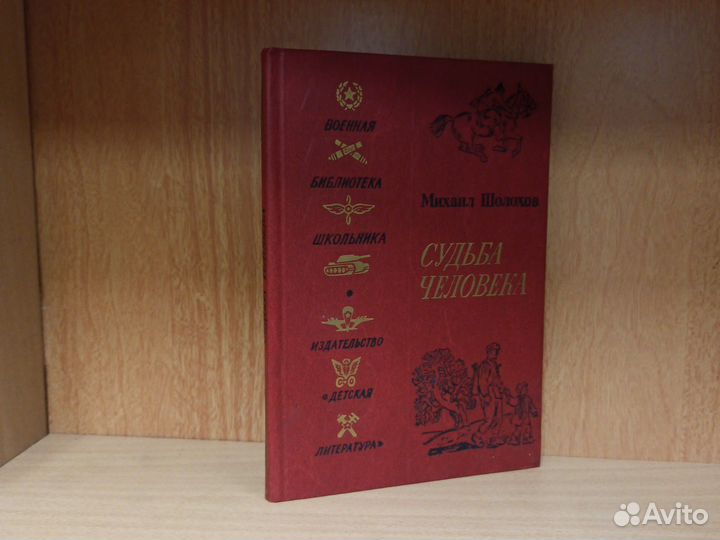 ВОЕННАЯ
БИБЛИОТЕКА
ШКОЛЬНИКА
ИЗДАТЕЛЬСТВО
«ДЕТСКАЯ
ЛИТЕРАТУРА»
Михаил Шолохов
СУДЬБА
ЧЕЛОВЕКА
Avito